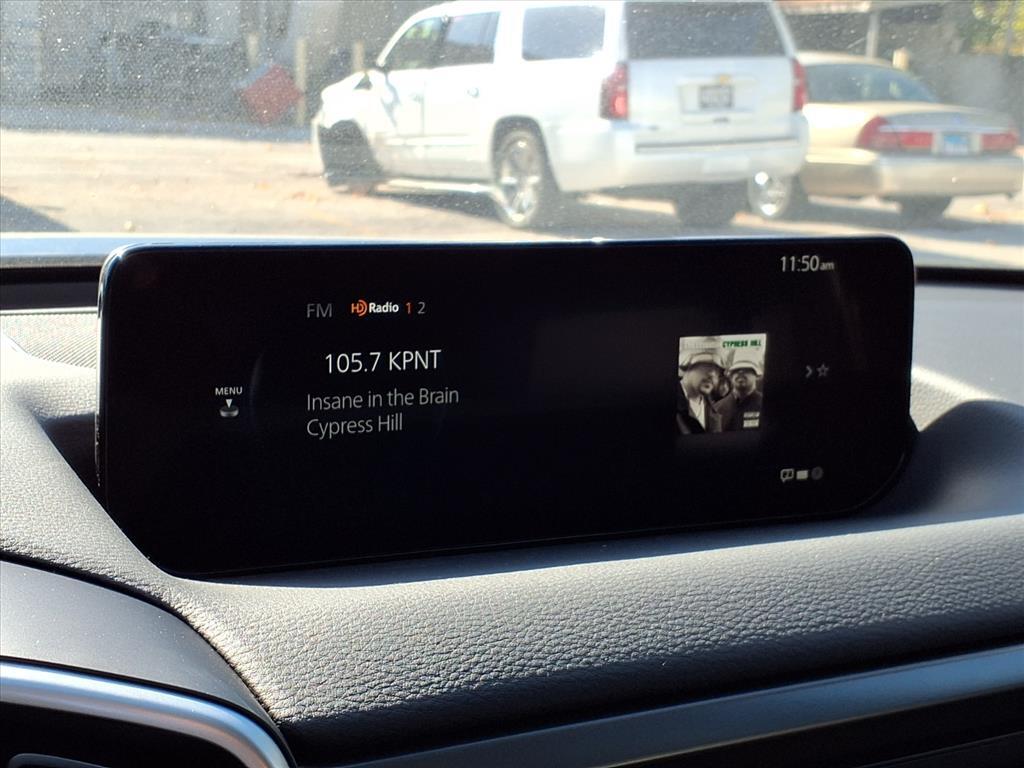 11:50am
FM HD Radio 1 2
105.7 KPNT
MENU
Insane in the Brain
Cypress Hill
CYPRESS HILL